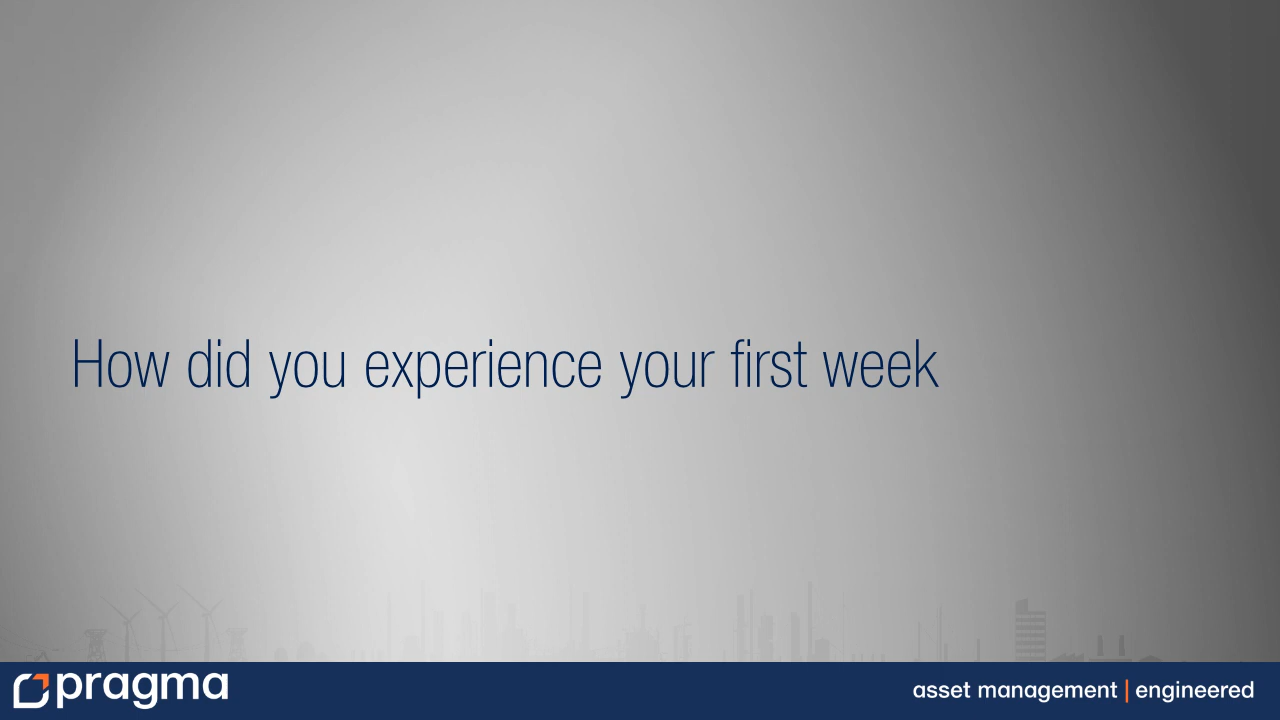 How did you experience your first week
pragma
asset management | engineered